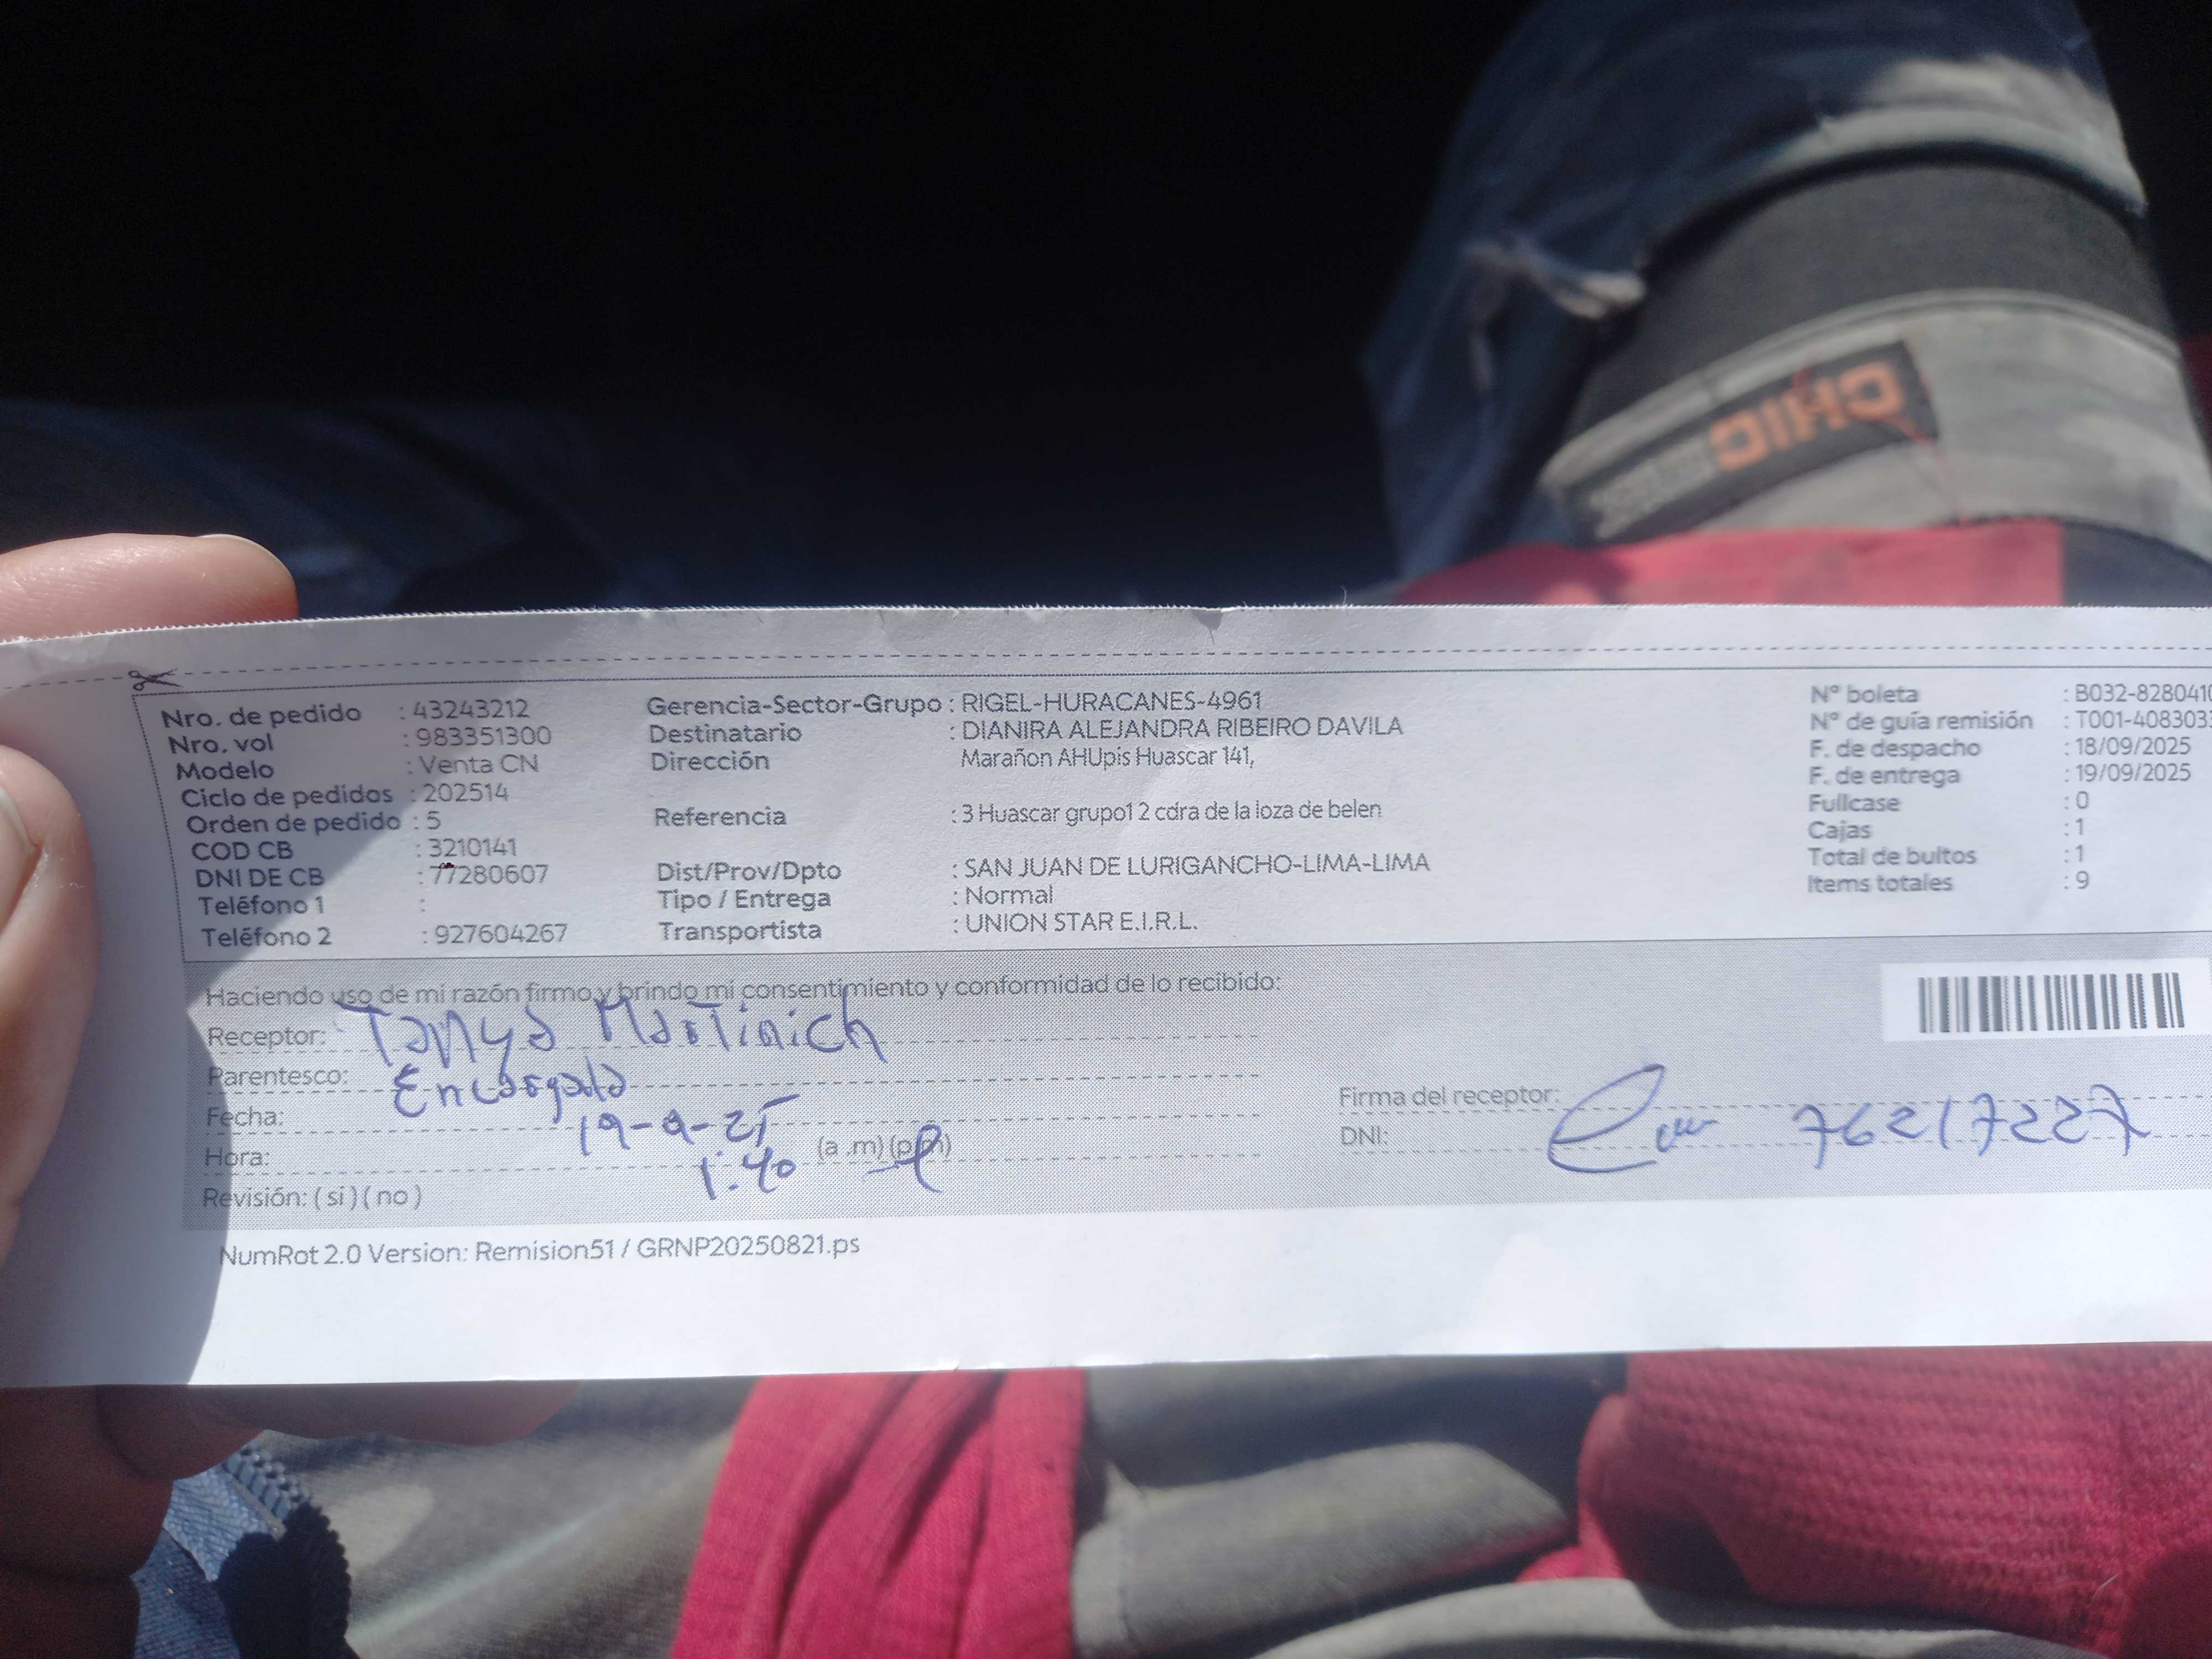 Nro. de pedido : 43243212
Nro. vol : 983351300
Modelo : Venta CN
Ciclo de pedidos : 202514
Orden de pedido : 5
COD CB : 3210141
DNI DE CB : 77280607
Teléfono 1 :
Teléfono 2 : 927604267
Gerencia-Sector-Grupo : RIGEL-HURACANES-4961
Destinatario : DIANIRA ALEJANDRA RIBEIRO DAVILA
Dirección Marañon AHUpis Huascar 141,
Referencia : 3 Huascar grupo1 2 cdra de la loza de belen
Dist/Prov/Dpto : SAN JUAN DE LURIGANCHO-LIMA-LIMA
Tipo / Entrega : Normal
Transportista : UNION STAR E.I.R.L.
N° boleta : B032-8280410
N° de guía remisión : T001-4083033
F. de despacho : 18/09/2025
F. de entrega : 19/09/2025
Fullcase : 0
Cajas : 1
Total de bultos : 1
Items totales : 9
Haciendo uso de mi razón firmo y brindo mi consentimiento y conformidad de lo recibido:
Receptor: Tanya Martinich
Parentesco: Encargada
Fecha: 19-9-25
Hora: 1:40 (a .m) (p.m)
Revisión: ( si ) ( no )
Firma del receptor:
DNI: 76217227
NumRot 2.0 Version: Remision51 / GRNP20250821.ps
CHIC